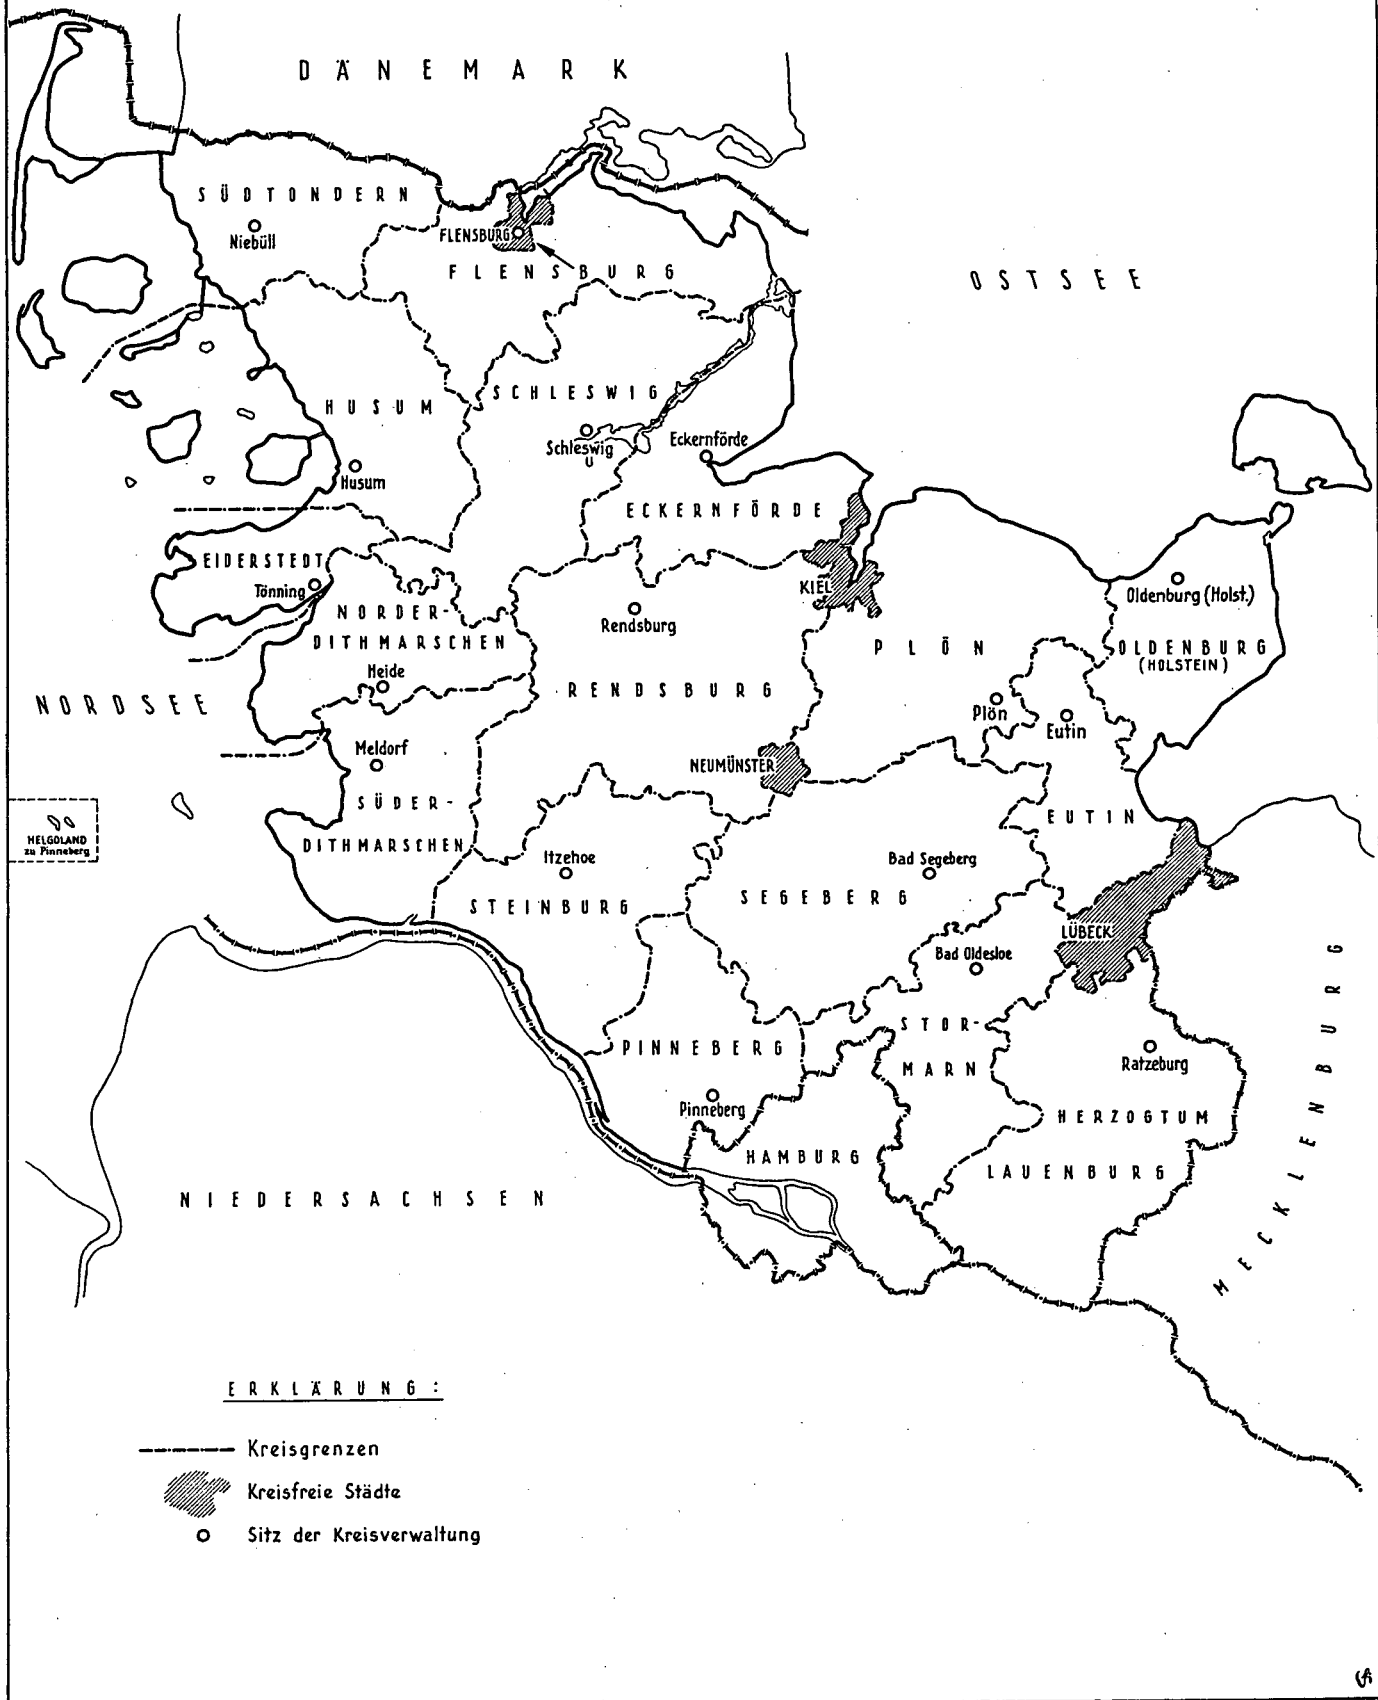 DÄNEMARK
SÜDTONDERN
Niebüll
FLENSBURG
FLENSBURG
OSTSEE
SCHLESWIG
HUSUM
Schleswig
Eckernförde
Husum
ECKERNFÖRDE
EIDERSTEDT
Tönning
KIEL
Oldenburg (Holst.)
NORDER-
DITHMARSCHEN
Rendsburg
PLÖN
OLDENBURG
(HOLSTEIN)
Heide
RENDSBURG
NORDSEE
Plön
Eutin
Meldorf
NEUMÜNSTER
SÜDER-
DITHMARSCHEN
EUTIN
HELGOLAND
zu Pinneberg
Itzehoe
Bad Segeberg
STEINBURG
SEGEBERG
LÜBECK
Bad Oldesloe
STOR-
MARN
PINNEBERG
Ratzeburg
Pinneberg
HERZOGTUM
LAUENBURG
HAMBURG
NIEDERSACHSEN
MECKLENBURG
ERKLÄRUNG:
Kreisgrenzen
Kreisfreie Städte
Sitz der Kreisverwaltung